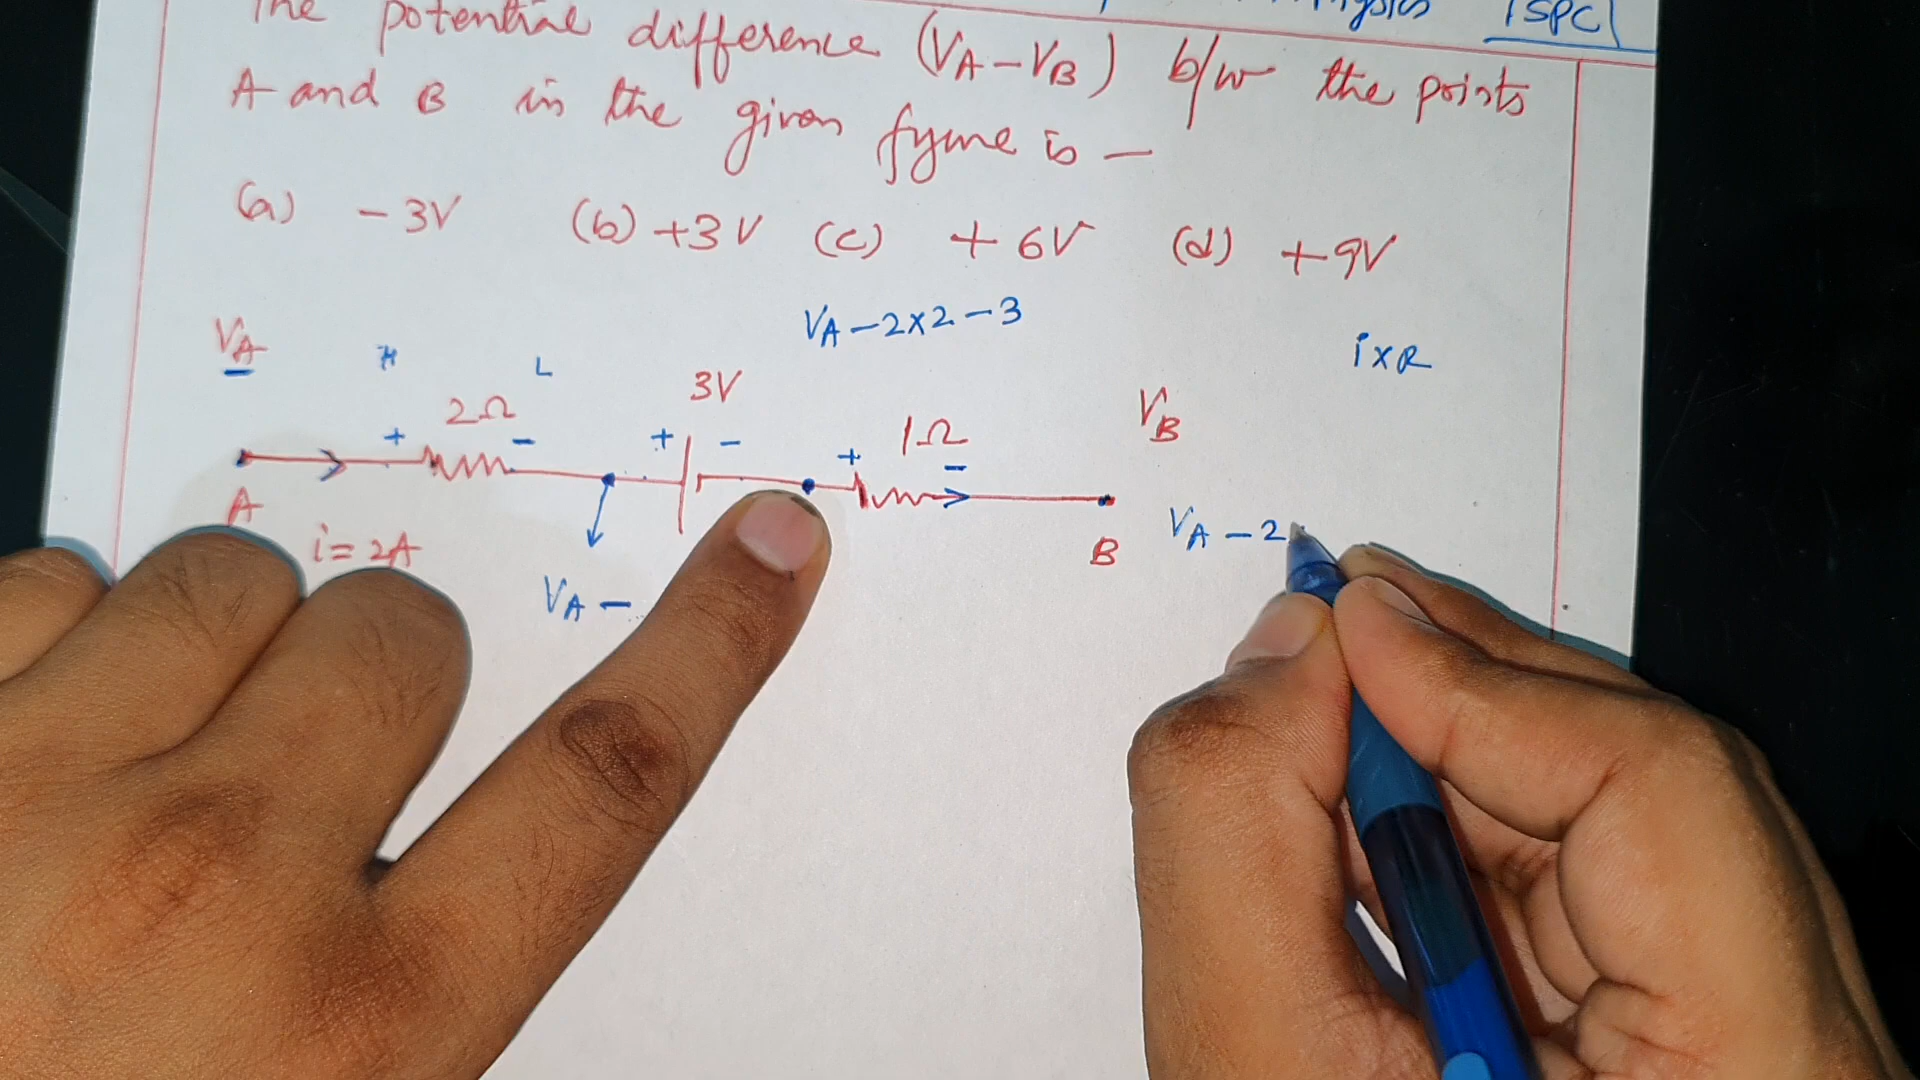 Physics ISPC
The potential difference (VA-VB) b/w the points
A and B in the given figure is -
(a) -3V (b) +3V (c) +6V (d) +9V
VA-2×2-3
i×R
VA
H L
3V
2Ω
1Ω
VB
+ - + - + -
A
i=2A
B
VA-2
VA-